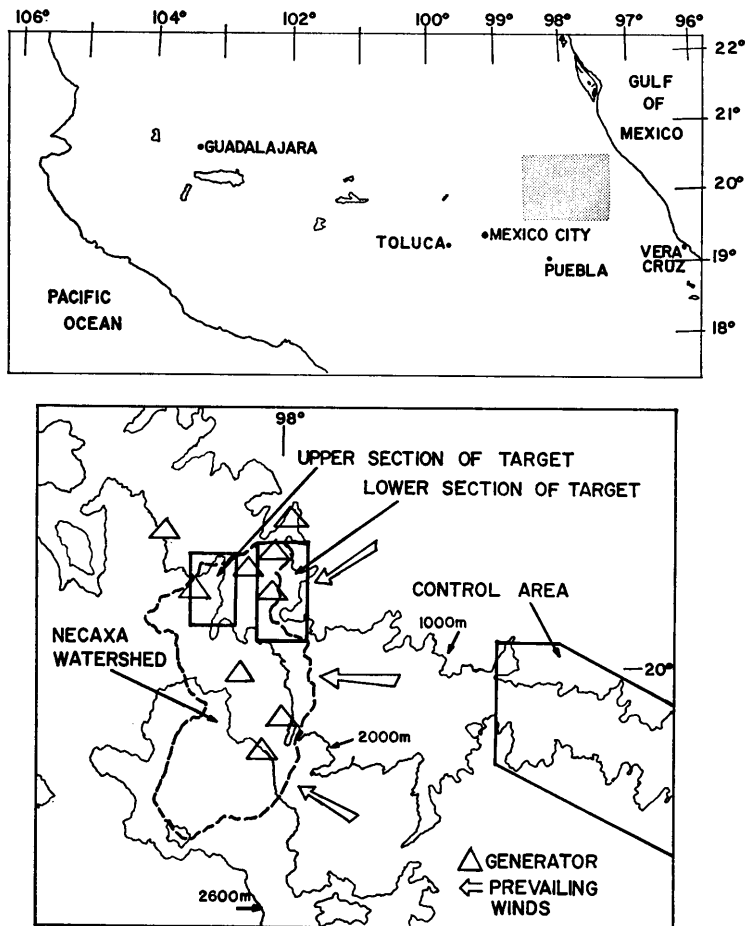 106° 104° 102° 100° 98° 97° 96°
22°
GULF
OF
MEXICO
21°
GUADALAJARA
20°
MEXICO CITY
TOLUCA
VERA
CRUZ
19°
PUEBLA
PACIFIC
OCEAN
18°
98°
UPPER SECTION OF TARGET
LOWER SECTION OF TARGET
CONTROL AREA
1000m
NECAXA
WATERSHED
20°
2000m
GENERATOR
PREVAILING
WINDS
2600m